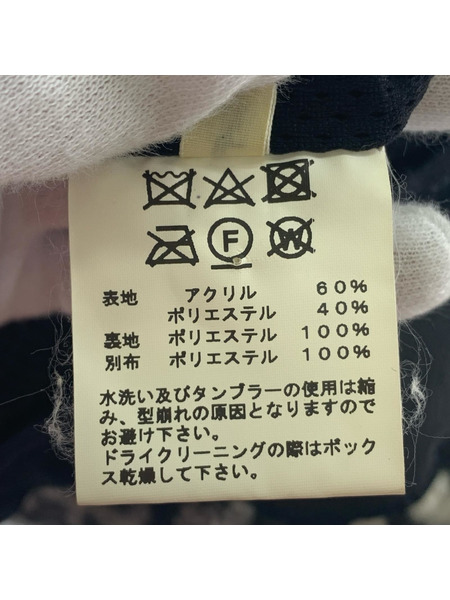 F W
表地 アクリル 60%
ポリエステル 40%
裏地 ポリエステル 100%
別布 ポリエステル 100%
水洗い及びタンブラーの使用は縮
み、型崩れの原因となりますので
お避け下さい。
ドライクリーニングの際はボック
ス乾燥して下さい。